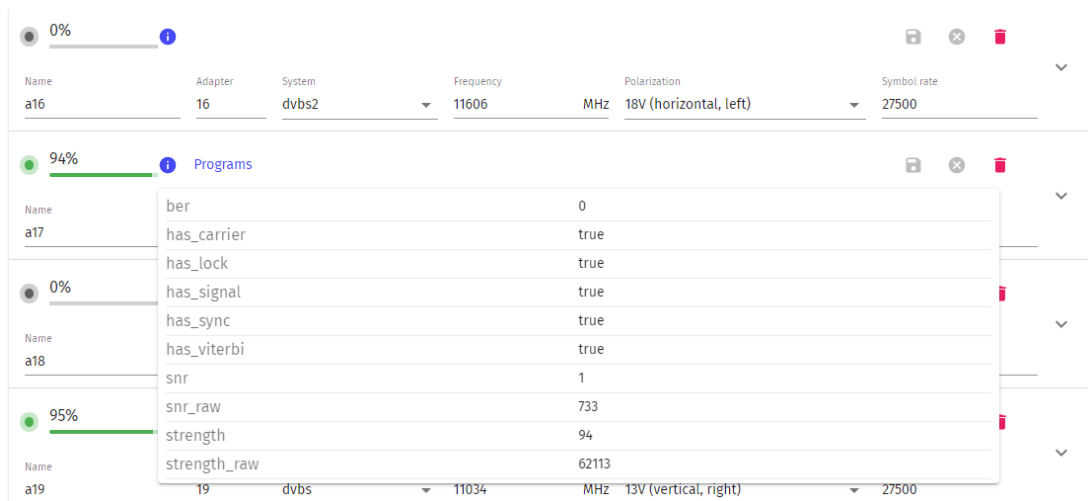 0%
Name Adapter System Frequency Polarization Symbol rate
a16 16 dvbs2 11606 MHz 18V (horizontal, left) 27500
94% Programs
ber 0
Name
has_carrier true
a17
has_lock true
0% has_signal true
has_sync true
Name
has_viterbi true
a18
snr 1
snr_raw 733
95%
strength 94
Name
strength_raw 62113
a19 19 dvbs 11034 MHz 13V (vertical, right) 27500